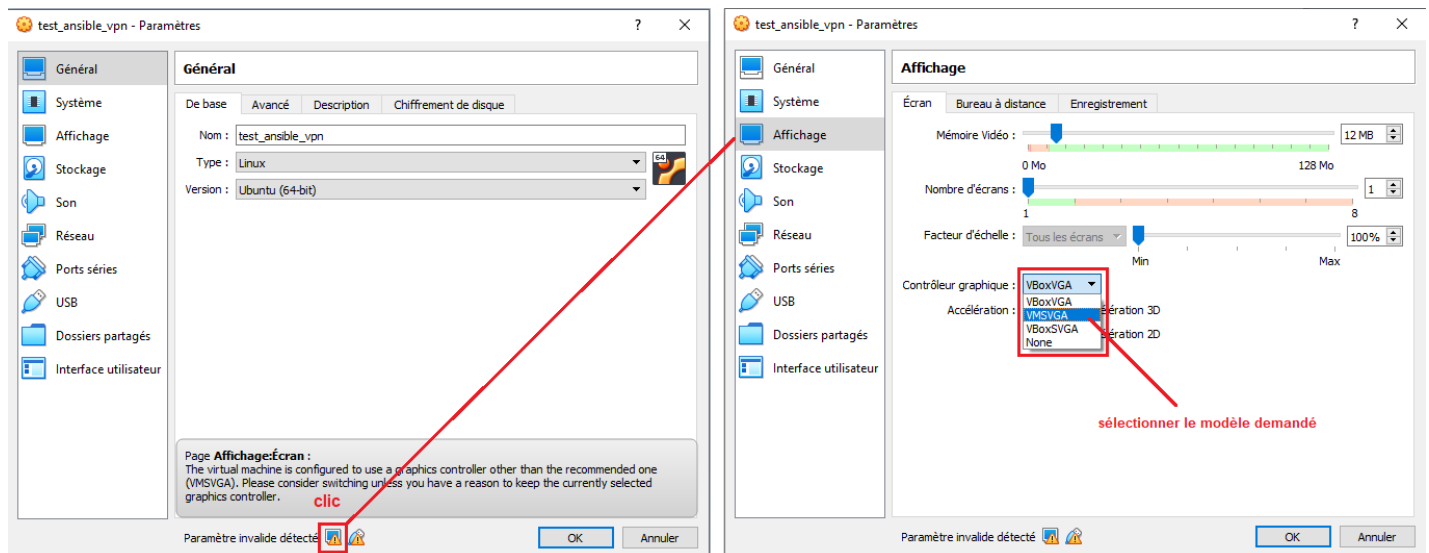 test_ansible_vpn - Paramètres
?
X
Général
Système
Affichage
Stockage
Son
Réseau
Ports séries
USB
Dossiers partagés
Interface utilisateur
Général
De base
Avancé
Description
Chiffrement de disque
Nom :
test_ansible_vpn
Type :
Linux
64
Version :
Ubuntu (64-bit)
Page Affichage:Écran :
The virtual machine is configured to use a graphics controller other than the recommended one
(VMSVGA). Please consider switching unless you have a reason to keep the currently selected
graphics controller.
clic
Paramètre invalide détecté
OK
Annuler
test_ansible_vpn - Paramètres
?
X
Général
Système
Affichage
Stockage
Son
Réseau
Ports séries
USB
Dossiers partagés
Interface utilisateur
Affichage
Écran
Bureau à distance
Enregistrement
Mémoire Vidéo :
12 MB
0 Mo
128 Mo
Nombre d'écrans :
1
1
8
Facteur d'échelle :
Tous les écrans
100%
Min
Max
Contrôleur graphique :
VBoxVGA
VBoxVGA
VMSVGA
VBoxSVGA
None
Accélération :
ération 3D
ération 2D
sélectionner le modèle demandé
Paramètre invalide détecté
OK
Annuler